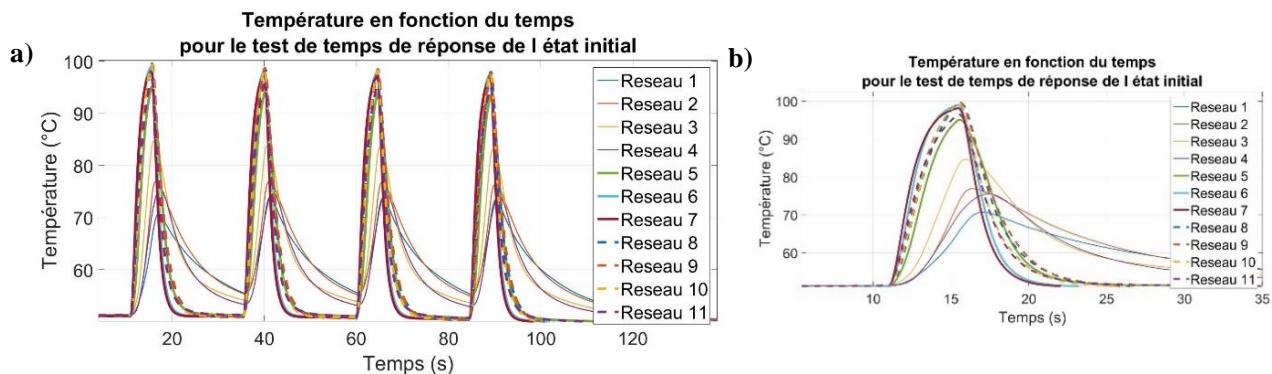 a)
Température en fonction du temps
pour le test de temps de réponse de l état initial
Température (°C)
100
90
80
70
60
20
40
60
80
100
120
Temps (s)
Reseau 1
Reseau 2
Reseau 3
Reseau 4
Reseau 5
Reseau 6
Reseau 7
Reseau 8
Reseau 9
Reseau 10
Reseau 11
b)
Température en fonction du temps
pour le test de temps de réponse de l état initial
Température (°C)
100
90
80
70
60
10
15
20
25
30
35
Temps (s)
Reseau 1
Reseau 2
Reseau 3
Reseau 4
Reseau 5
Reseau 6
Reseau 7
Reseau 8
Reseau 9
Reseau 10
Reseau 11